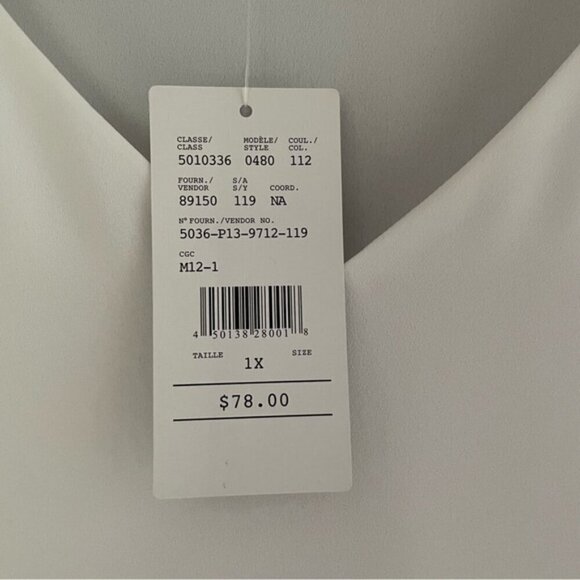 CLASSE/ MODÈLE/ COUL./
CLASS STYLE COL.
5010336 0480 112
FOURN./ S/A
VENDOR S/Y COORD.
89150 119 NA
N° FOURN./VENDOR NO.
5036-P13-9712-119
CGC
M12-1
4 50138 28001 8
TAILLE SIZE
1X
$78.00